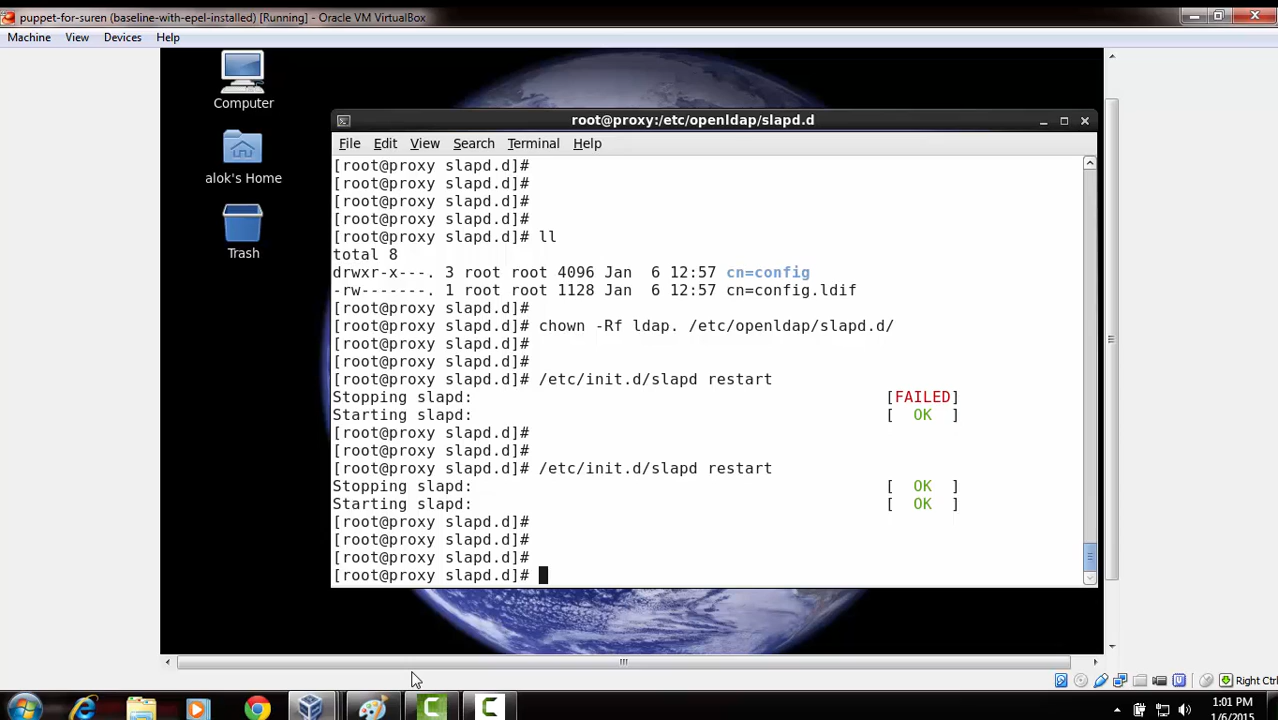 puppet-for-suren (baseline-with-epel-installed) [Running] - Oracle VM VirtualBox
Machine View Devices Help
Computer
alok's Home
Trash
root@proxy:/etc/openldap/slapd.d
File Edit View Search Terminal Help
[root@proxy slapd.d]#
[root@proxy slapd.d]#
[root@proxy slapd.d]#
[root@proxy slapd.d]#
[root@proxy slapd.d]# ll
total 8
drwxr-x---. 3 root root 4096 Jan  6 12:57 cn=config
-rw-------. 1 root root 1128 Jan  6 12:57 cn=config.ldif
[root@proxy slapd.d]#
[root@proxy slapd.d]# chown -Rf ldap. /etc/openldap/slapd.d/
[root@proxy slapd.d]#
[root@proxy slapd.d]#
[root@proxy slapd.d]# /etc/init.d/slapd restart
Stopping slapd: [FAILED]
Starting slapd: [  OK  ]
[root@proxy slapd.d]#
[root@proxy slapd.d]#
[root@proxy slapd.d]# /etc/init.d/slapd restart
Stopping slapd: [  OK  ]
Starting slapd: [  OK  ]
[root@proxy slapd.d]#
[root@proxy slapd.d]#
[root@proxy slapd.d]#
[root@proxy slapd.d]#
Right Ctrl
1:01 PM
1/6/2015